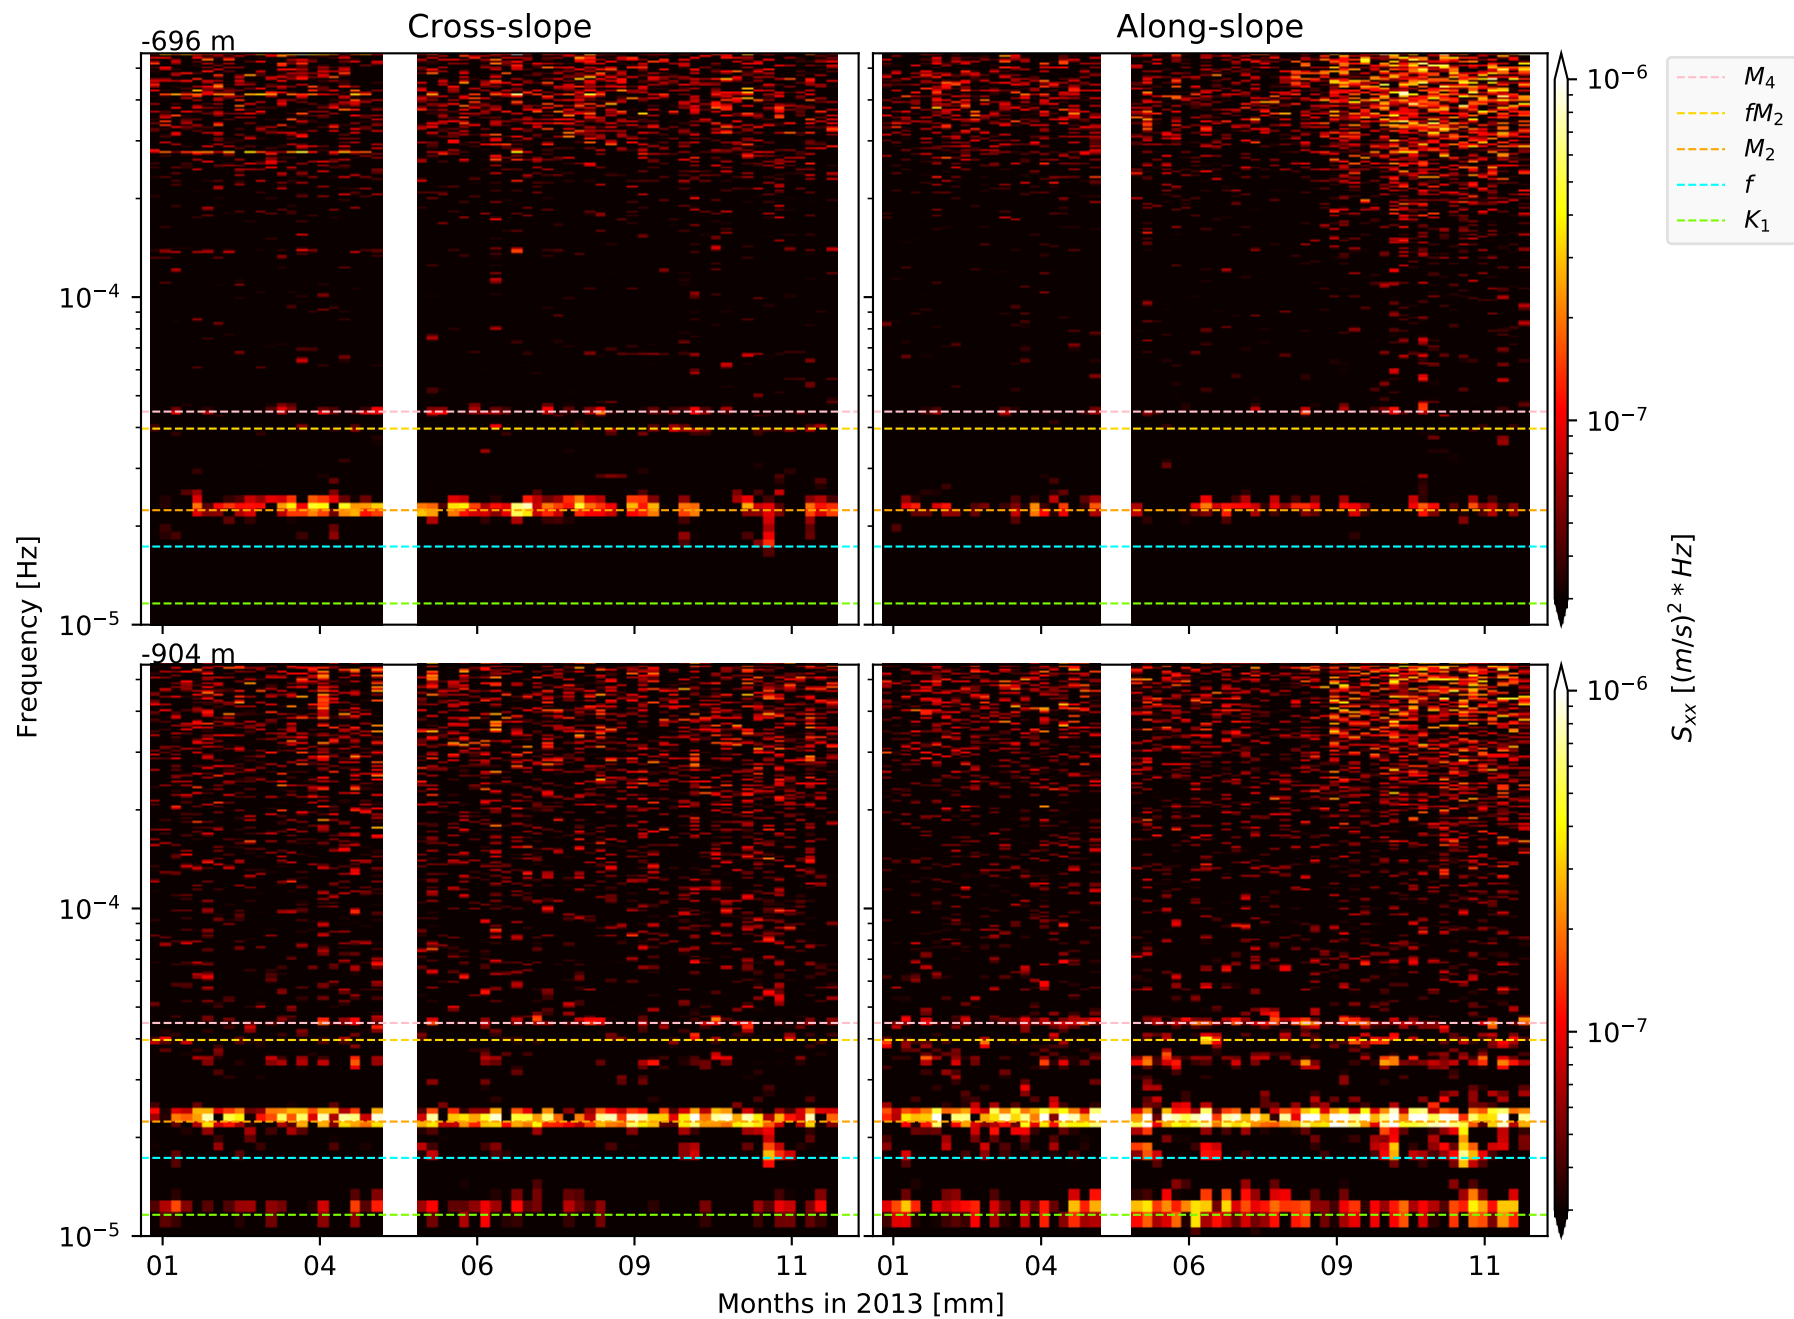 Cross-slope
Along-slope
-696 m
10⁻⁴
10⁻⁵
10⁻⁶
10⁻⁷
M₄
fM₂
M₂
f
K₁
Frequency [Hz]
Sₓₓ [(m/s)² * Hz]
-904 m
10⁻⁴
10⁻⁵
10⁻⁶
10⁻⁷
01 04 06 09 11
01 04 06 09 11
Months in 2013 [mm]